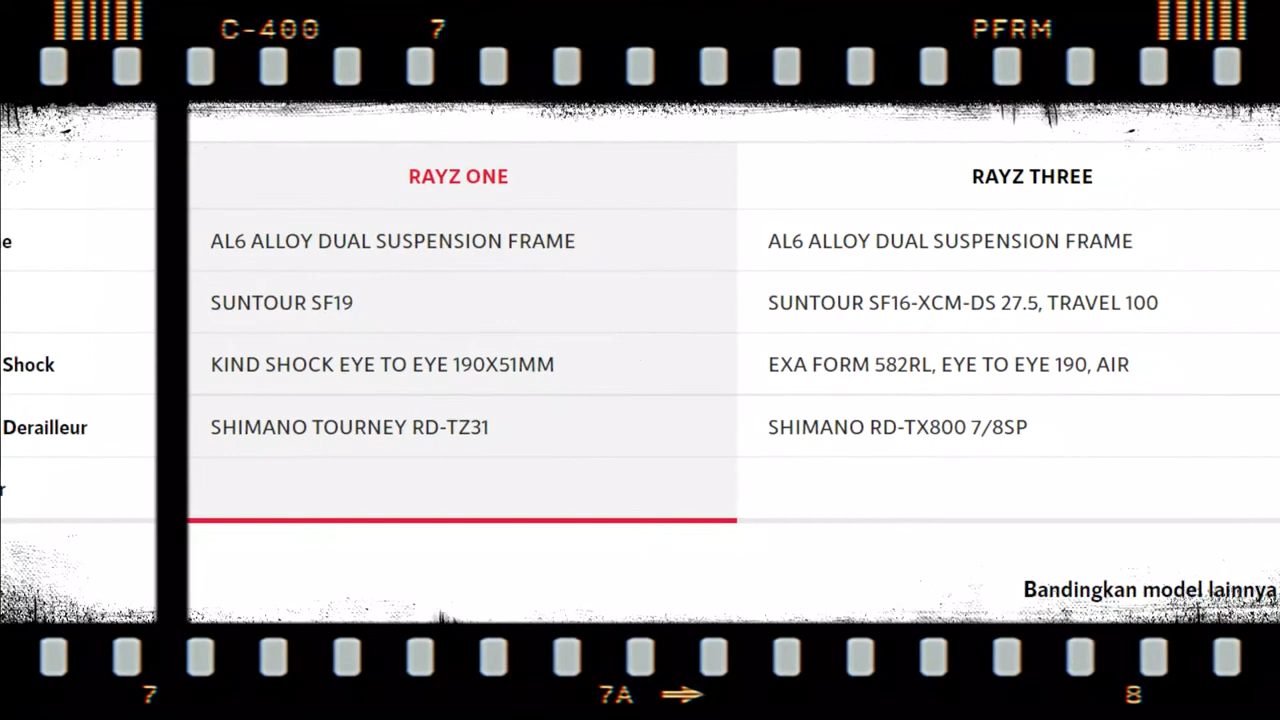 C-400 7 PFRM
RAYZ ONE RAYZ THREE
e AL6 ALLOY DUAL SUSPENSION FRAME AL6 ALLOY DUAL SUSPENSION FRAME
SUNTOUR SF19 SUNTOUR SF16-XCM-DS 27.5, TRAVEL 100
Shock KIND SHOCK EYE TO EYE 190X51MM EXA FORM 582RL, EYE TO EYE 190, AIR
Derailleur SHIMANO TOURNEY RD-TZ31 SHIMANO RD-TX800 7/8SP
r
Bandingkan model lainnya
7 7A → 8